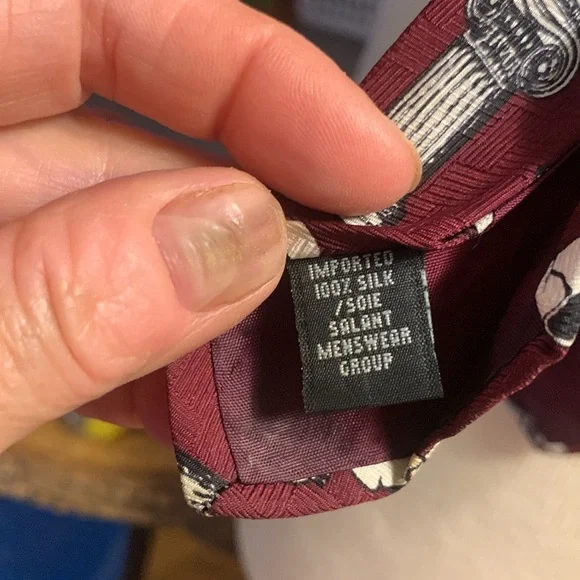 IMPORTED
100% SILK
/SOIE
SALANT
MENSWEAR
GROUP